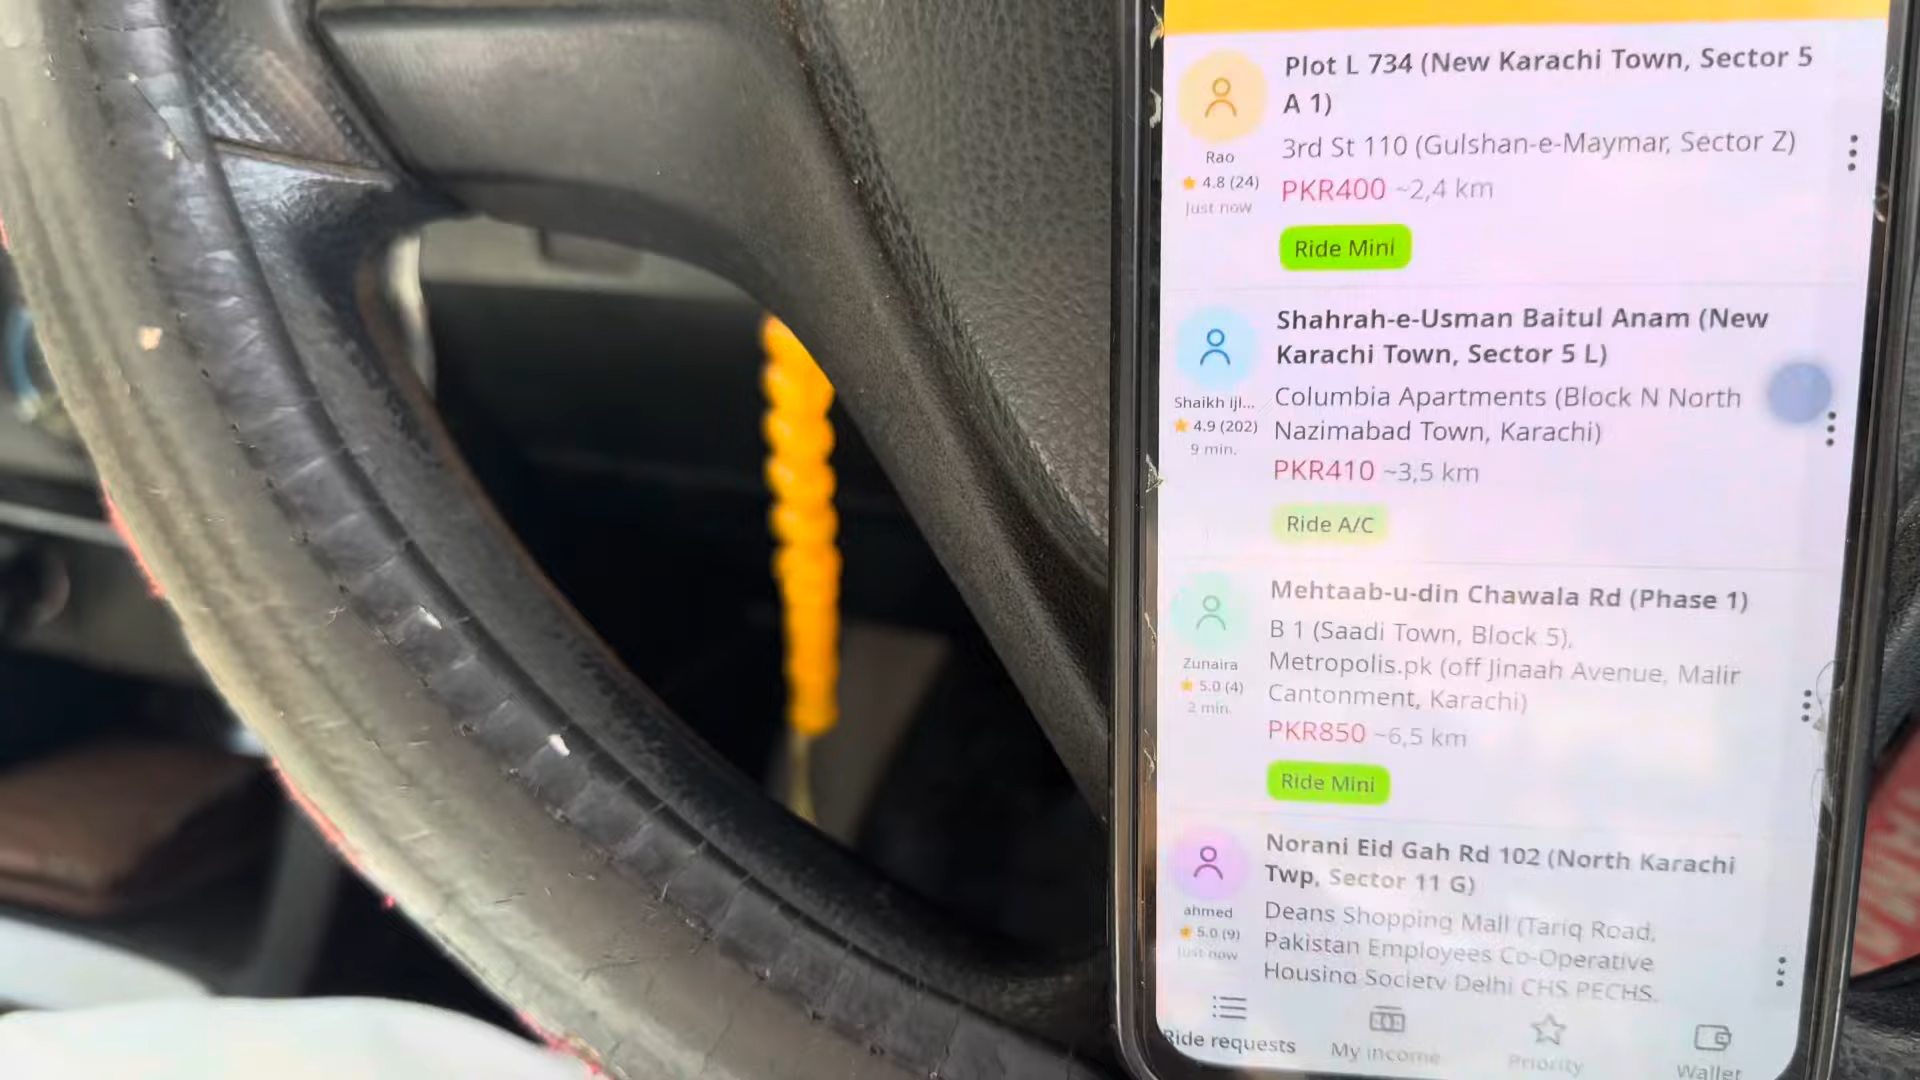 Plot L 734 (New Karachi Town, Sector 5
A 1)
3rd St 110 (Gulshan-e-Maymar, Sector Z)
Rao
4.8 (24)
Just now
PKR400 ~2,4 km
Ride Mini
Shahrah-e-Usman Baitul Anam (New
Karachi Town, Sector 5 L)
Columbia Apartments (Block N North
Nazimabad Town, Karachi)
Shaikh ijl...
4.9 (202)
9 min.
PKR410 ~3,5 km
Ride A/C
Mehtaab-u-din Chawala Rd (Phase 1)
B 1 (Saadi Town, Block 5),
Metropolis.pk (off Jinaah Avenue, Malir
Cantonment, Karachi)
Zunaira
5.0 (4)
2 min.
PKR850 ~6,5 km
Ride Mini
Norani Eid Gah Rd 102 (North Karachi
Twp, Sector 11 G)
Deans Shopping Mall (Tariq Road,
Pakistan Employees Co-Operative
Housing Society Delhi CHS PECHS,
ahmed
5.0 (9)
Just now
Ride requests
My income
Priority
Wallet